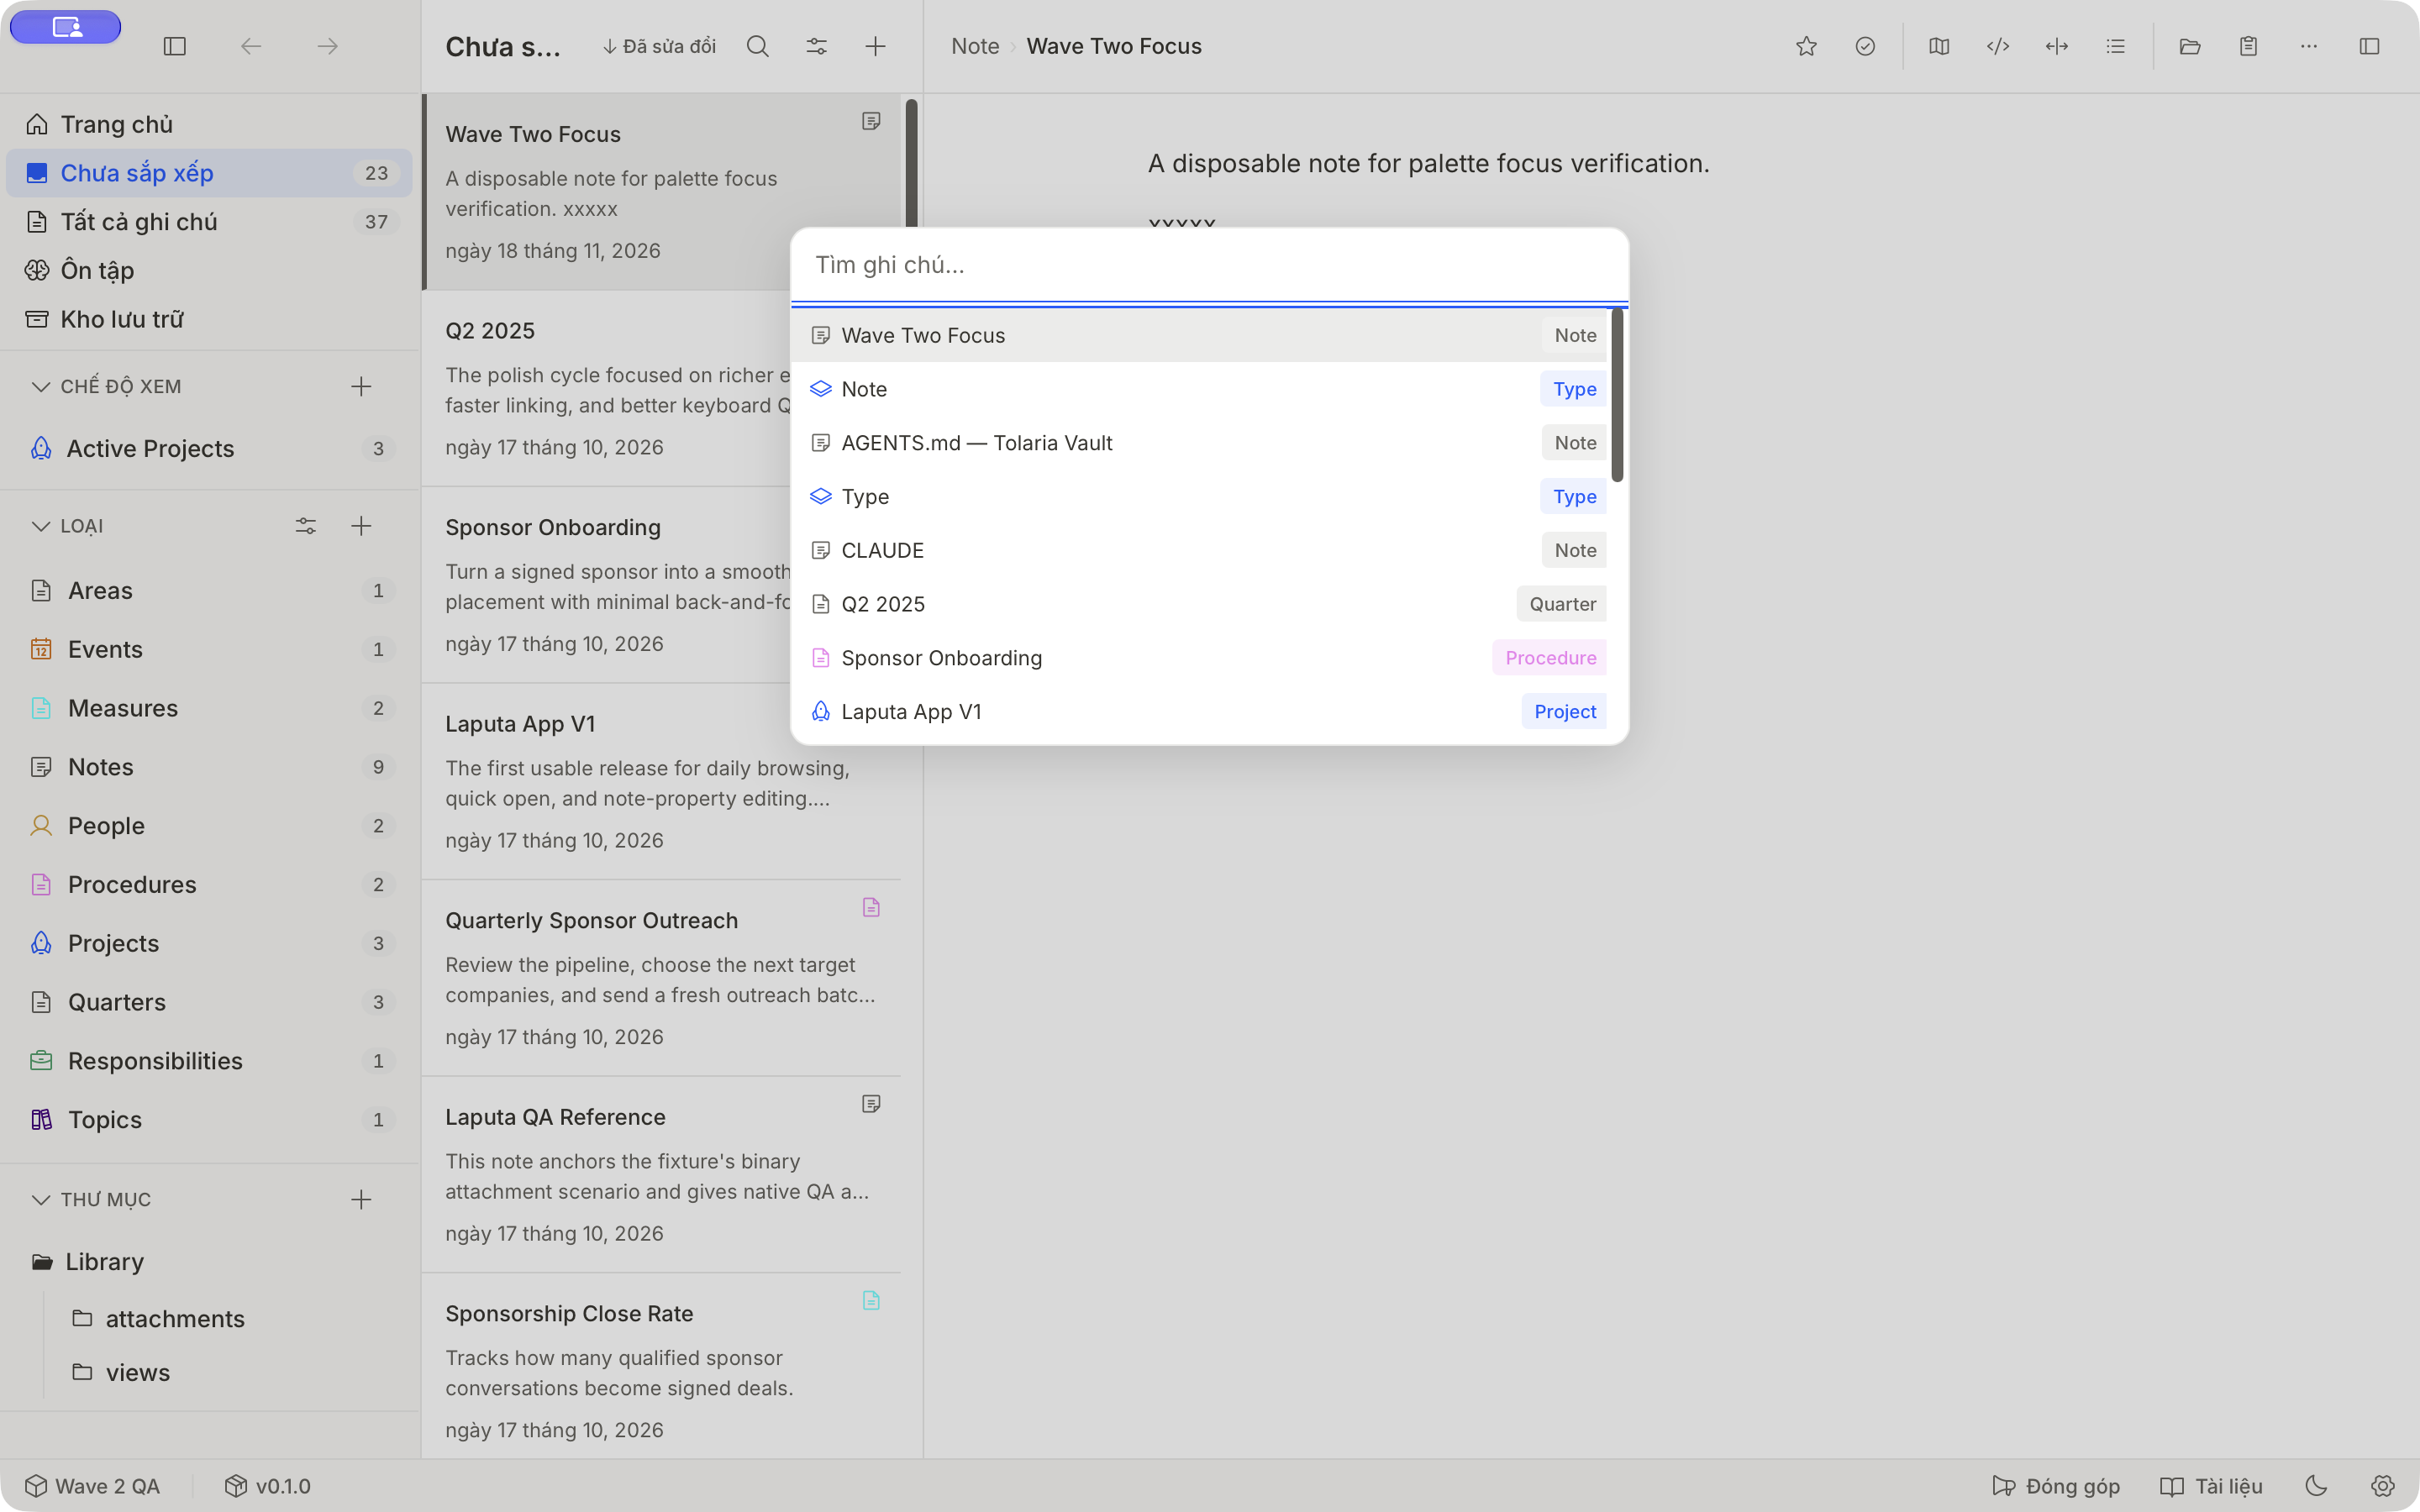 Chưa s...
Đã sửa đổi
Note › Wave Two Focus
Trang chủ
Chưa sắp xếp 23
Tất cả ghi chú 37
Ôn tập
Kho lưu trữ
CHẾ ĐỘ XEM
Active Projects 3
LOẠI
Areas 1
12 Events 1
Measures 2
Notes 9
People 2
Procedures 2
Projects 3
Quarters 3
Responsibilities 1
Topics 1
THƯ MỤC
Library
attachments
views
Wave Two Focus
A disposable note for palette focus
verification. xxxxx
ngày 18 tháng 11, 2026
Q2 2025
The polish cycle focused on richer
faster linking, and better keyboard
ngày 17 tháng 10, 2026
Sponsor Onboarding
Turn a signed sponsor into a smooth
placement with minimal
ngày 17 tháng 10, 2026
Laputa App V1
The first usable release for daily browsing,
quick open, and note-property editing....
ngày 17 tháng 10, 2026
Quarterly Sponsor Outreach
Review the pipeline, choose the next target
companies, and send a fresh outreach batc...
ngày 17 tháng 10, 2026
Laputa QA Reference
This note anchors the fixture's binary
attachment scenario and gives native QA a...
ngày 17 tháng 10, 2026
Sponsorship Close Rate
Tracks how many qualified sponsor
conversations become signed deals.
ngày 17 tháng 10, 2026
A disposable note for palette focus verification.
xxxxx
Tìm ghi chú...
Wave Two Focus Note
Note Type
AGENTS.md — Tolaria Vault Note
Type Type
CLAUDE Note
Q2 2025 Quarter
Sponsor Onboarding Procedure
Laputa App V1 Project
Wave 2 QA
v0.1.0
Đóng góp
Tài liệu